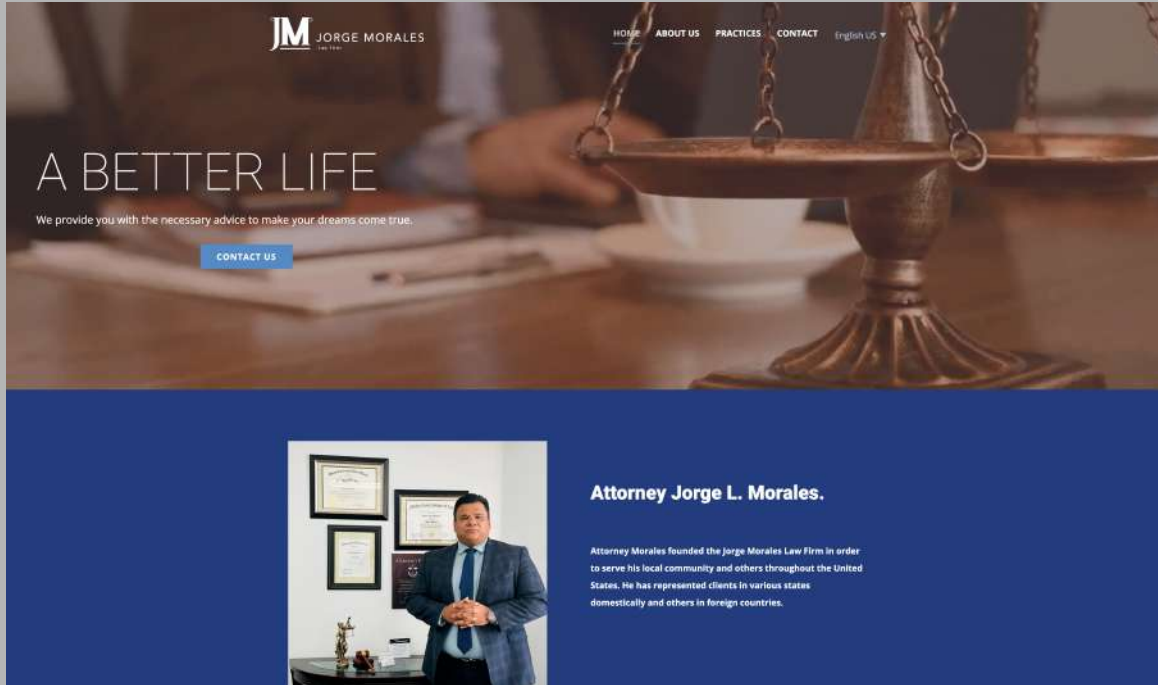 JM JORGE MORALES
Law Firm
HOME ABOUT US PRACTICES CONTACT English US ▼
A BETTER LIFE
We provide you with the necessary advice to make your dreams come true.
CONTACT US
Attorney Jorge L. Morales.
Attorney Morales founded the Jorge Morales Law Firm in order
to serve his local community and others throughout the United
States. He has represented clients in various states
domestically and others in foreign countries.